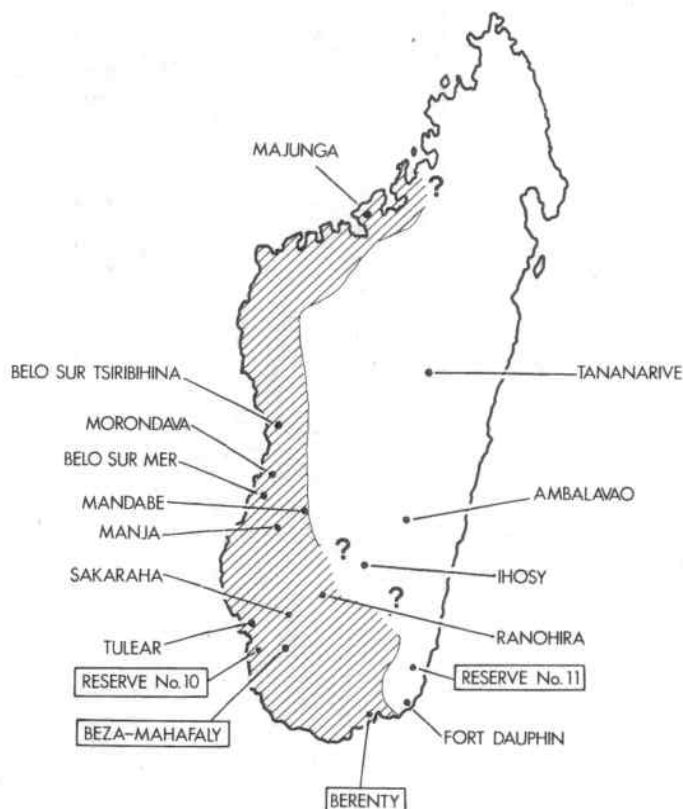 MAJUNGA
?
BELO SUR TSIRIBIHINA
TANANARIVE
MORONDAVA
BELO SUR MER
MANDABE
AMBALAVAO
MANJA
?
IHOSY
SAKARAHA
?
TULEAR
RANOHIRA
RESERVE No.10
RESERVE No.11
BEZA-MAHAFALY
FORT DAUPHIN
BERENTY